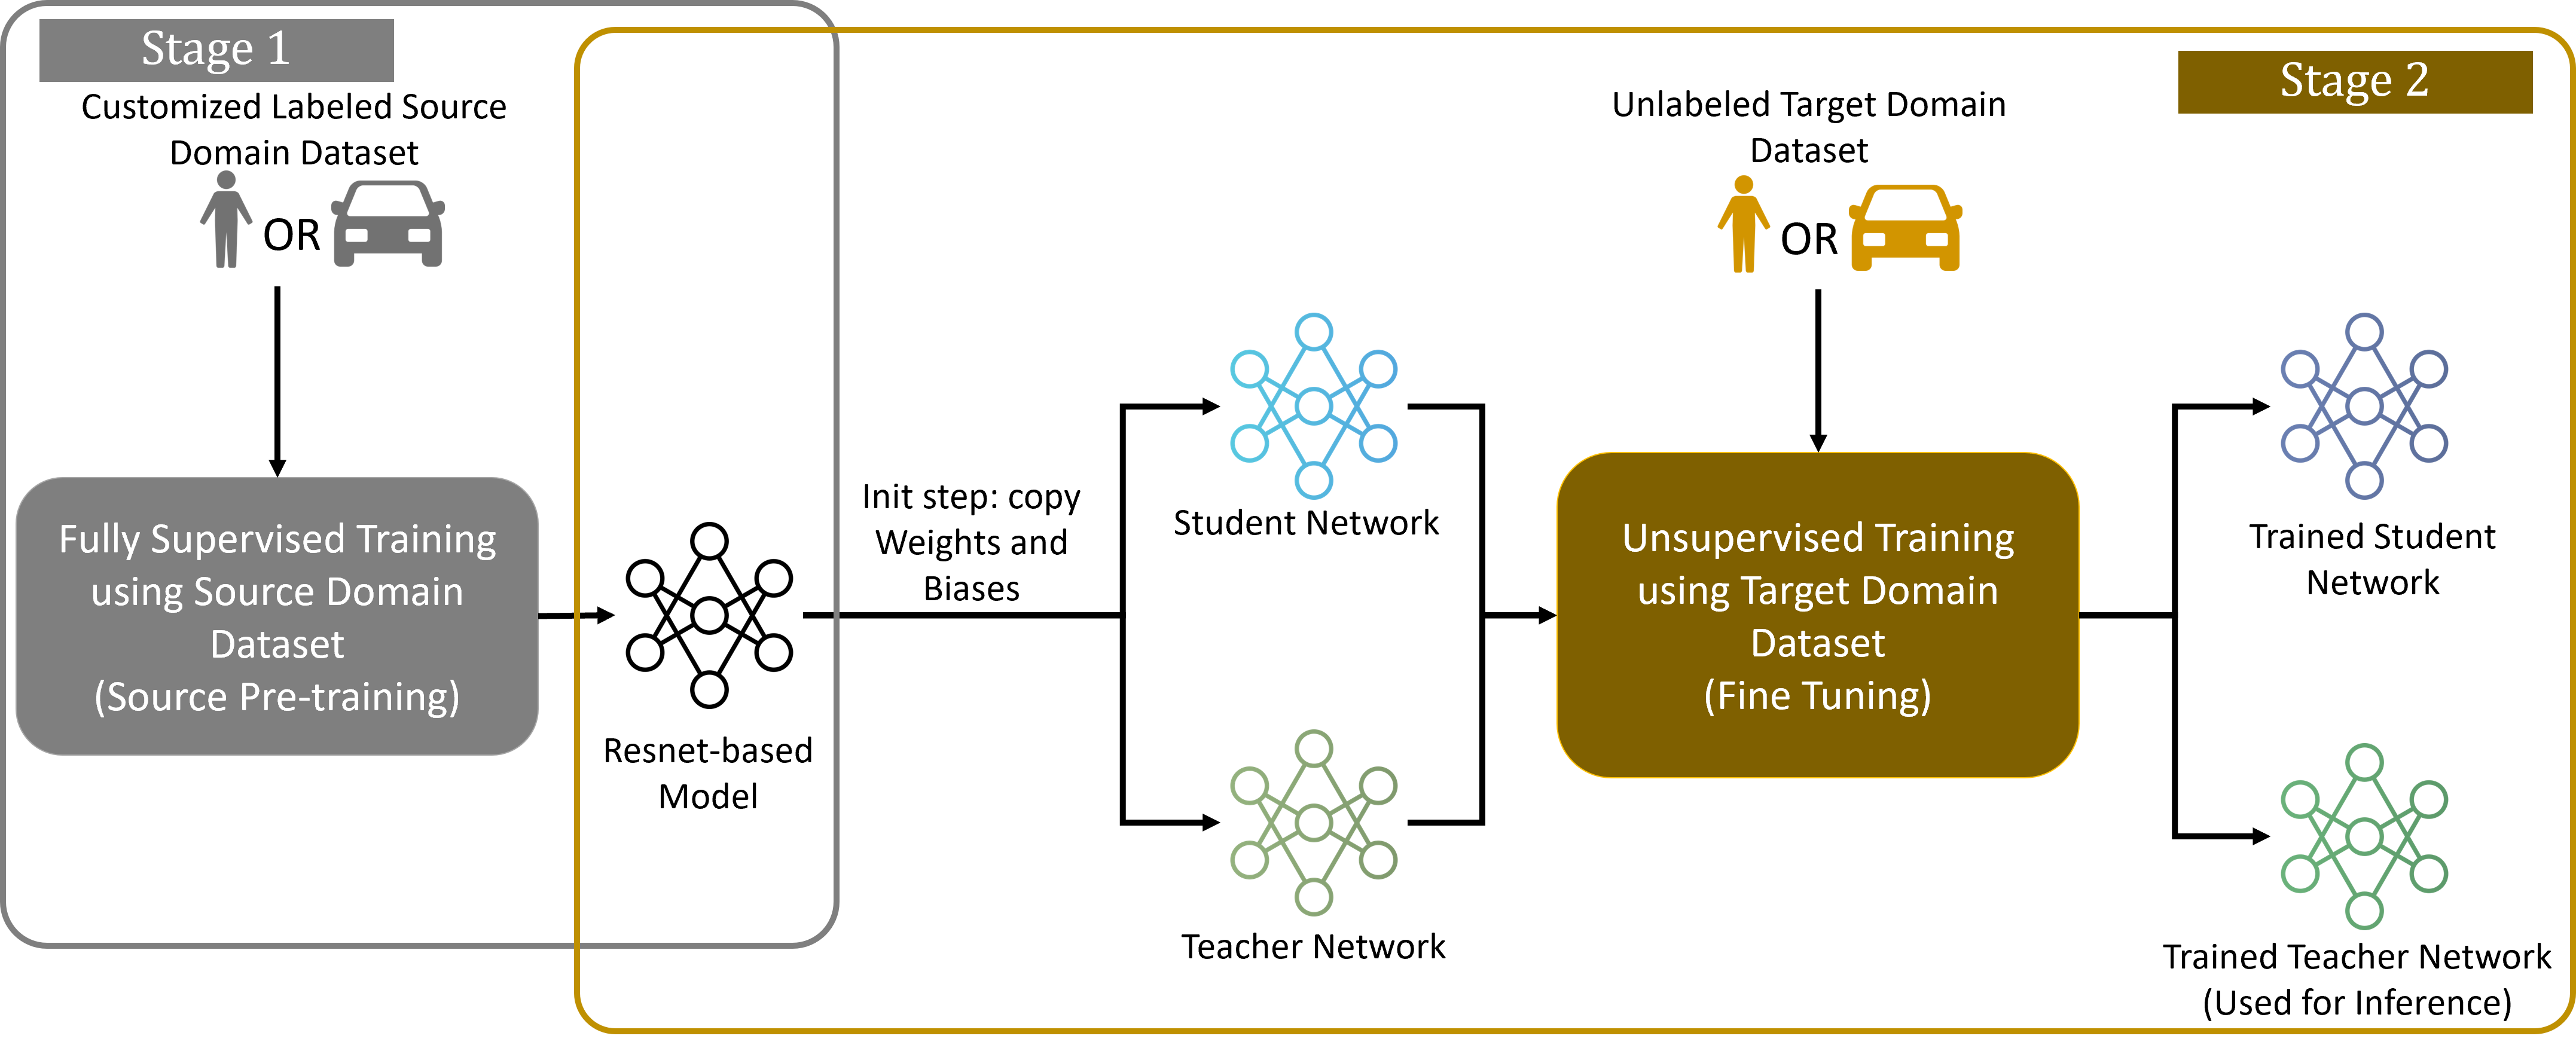 Stage 1
Customized Labeled Source
Domain Dataset
OR
Fully Supervised Training
using Source Domain
Dataset
(Source Pre-training)
Resnet-based
Model
Stage 2
Init step: copy
Weights and
Biases
Student Network
Teacher Network
Unlabeled Target Domain
Dataset
OR
Unsupervised Training
using Target Domain
Dataset
(Fine Tuning)
Trained Student
Network
Trained Teacher Network
(Used for Inference)